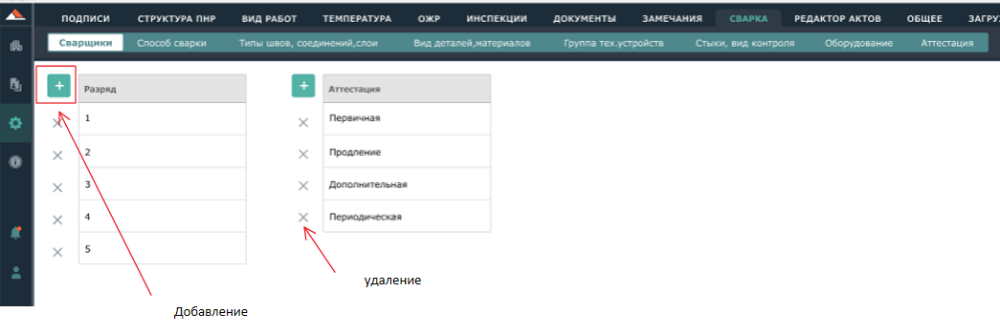 ПОДПИСИ СТРУКТУРА ПНР ВИД РАБОТ ТЕМПЕРАТУРА ОЖР ИНСПЕКЦИИ ДОКУМЕНТЫ ЗАМЕЧАНИЯ СВАРКА РЕДАКТОР АКТОВ ОБЩЕЕ ЗАГРУ
Сварщики Способ сварки Типы швов, соединений,слои Вид деталей,материалов Группа тех.устройств Стыки, вид контроля Оборудование Аттестация
Разряд
1
2
3
4
5
Аттестация
Первичная
Продление
Дополнительная
Периодическая
удаление
Добавление